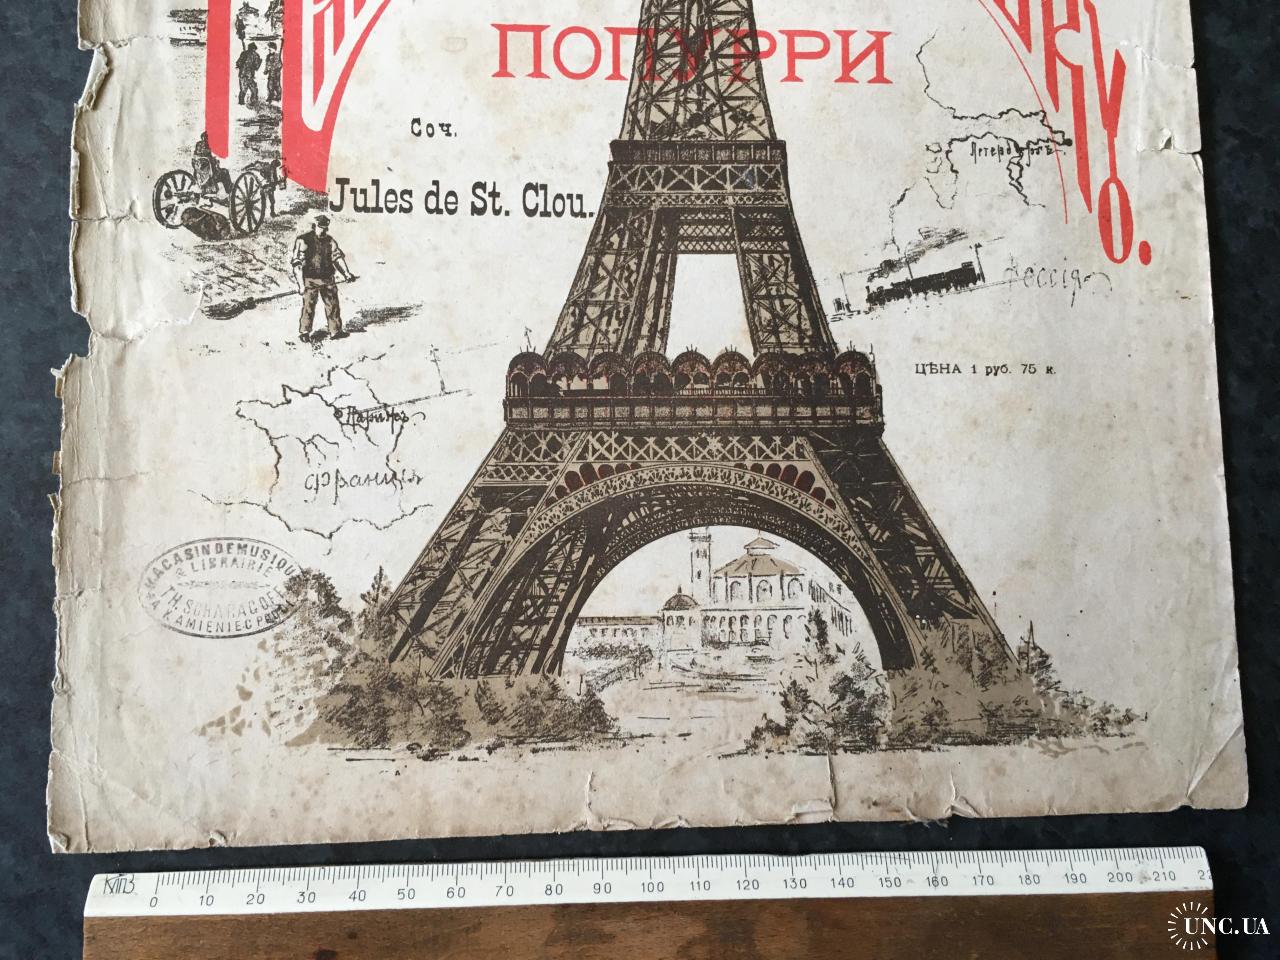 ПОПУРРИ
Соч.
Jules de St. Clou.
Петербургъ
Россія
ЦѢНА 1 руб. 75 к.
Парижъ
Франція
MAGASIN DE MUSIQUE
& LIBRAIRIE
TH. SCHARAGDER
À KAMIENIEC PODOL
0 10 20 30 40 50 60 70 80 90 100 110 120 130 140 150 160 170 180 190 200 210
UNC.UA